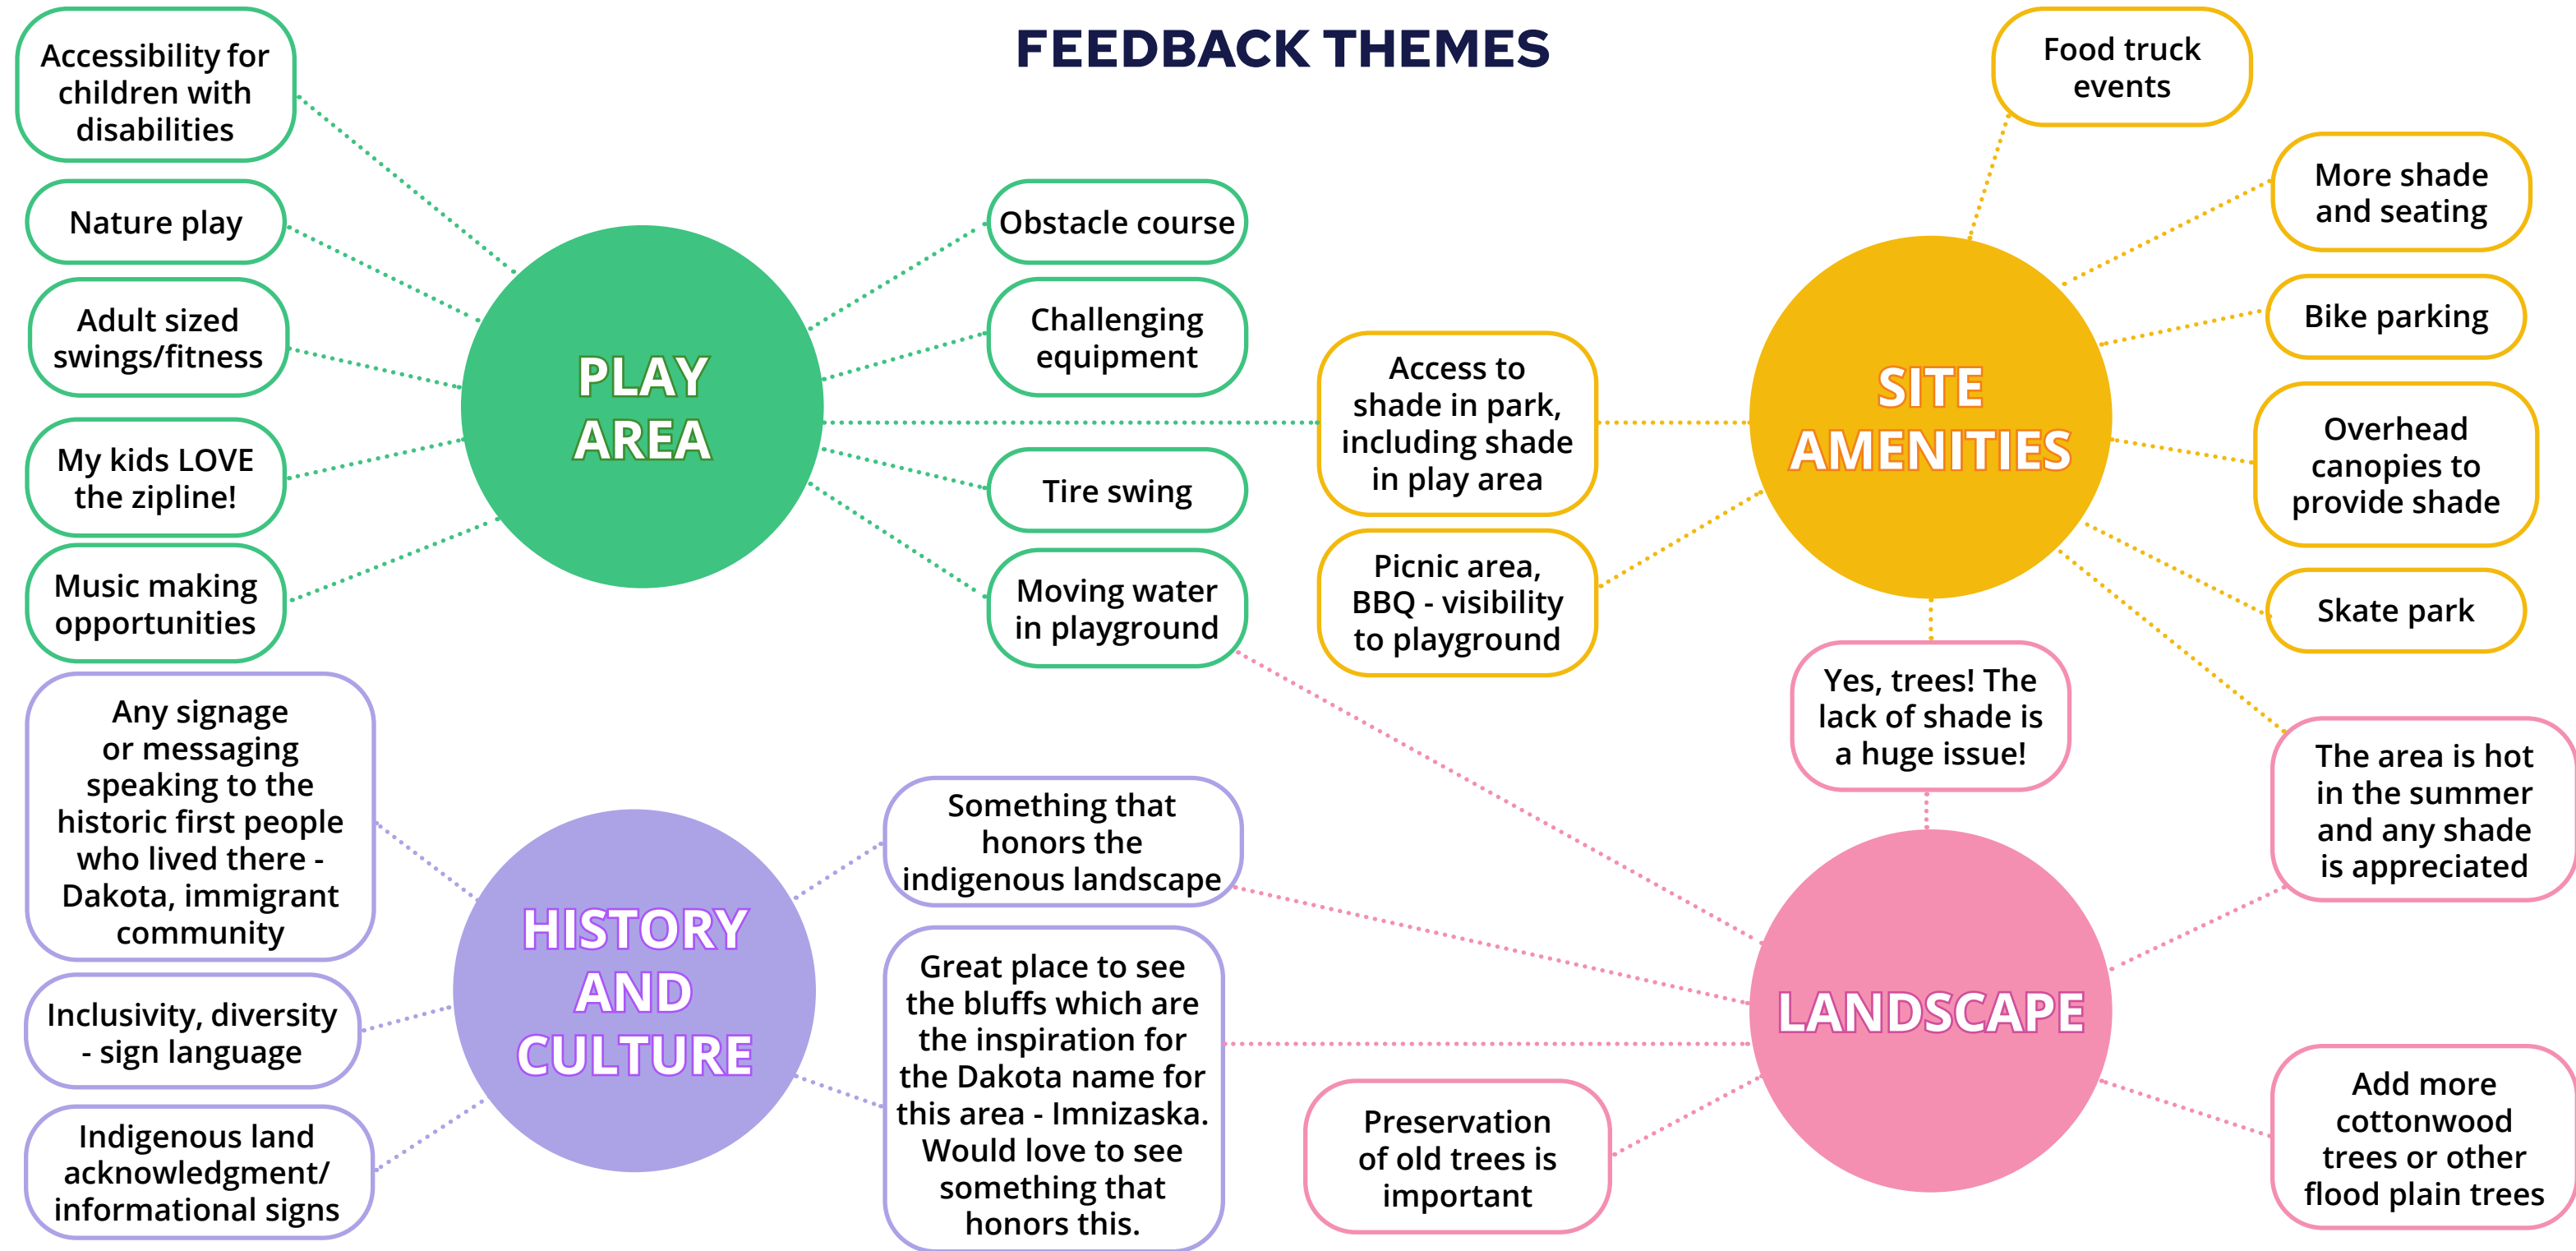 FEEDBACK THEMES
Accessibility for
children with
disabilities
Nature play
Adult sized
swings/fitness
My kids LOVE
the zipline!
Music making
opportunities
PLAY
AREA
Obstacle course
Challenging
equipment
Tire swing
Moving water
in playground
Access to
shade in park,
including shade
in play area
Picnic area,
BBQ - visibility
to playground
SITE
AMENITIES
Food truck
events
More shade
and seating
Bike parking
Overhead
canopies to
provide shade
Skate park
Yes, trees! The
lack of shade is
a huge issue!
The area is hot
in the summer
and any shade
is appreciated
Any signage
or messaging
speaking to the
historic first people
who lived there -
Dakota, immigrant
community
Inclusivity, diversity
- sign language
Indigenous land
acknowledgment/
informational signs
HISTORY
AND
CULTURE
Something that
honors the
indigenous landscape
Great place to see
the bluffs which are
the inspiration for
the Dakota name for
this area - Imnizaska.
Would love to see
something that
honors this.
LANDSCAPE
Preservation
of old trees is
important
Add more
cottonwood
trees or other
flood plain trees